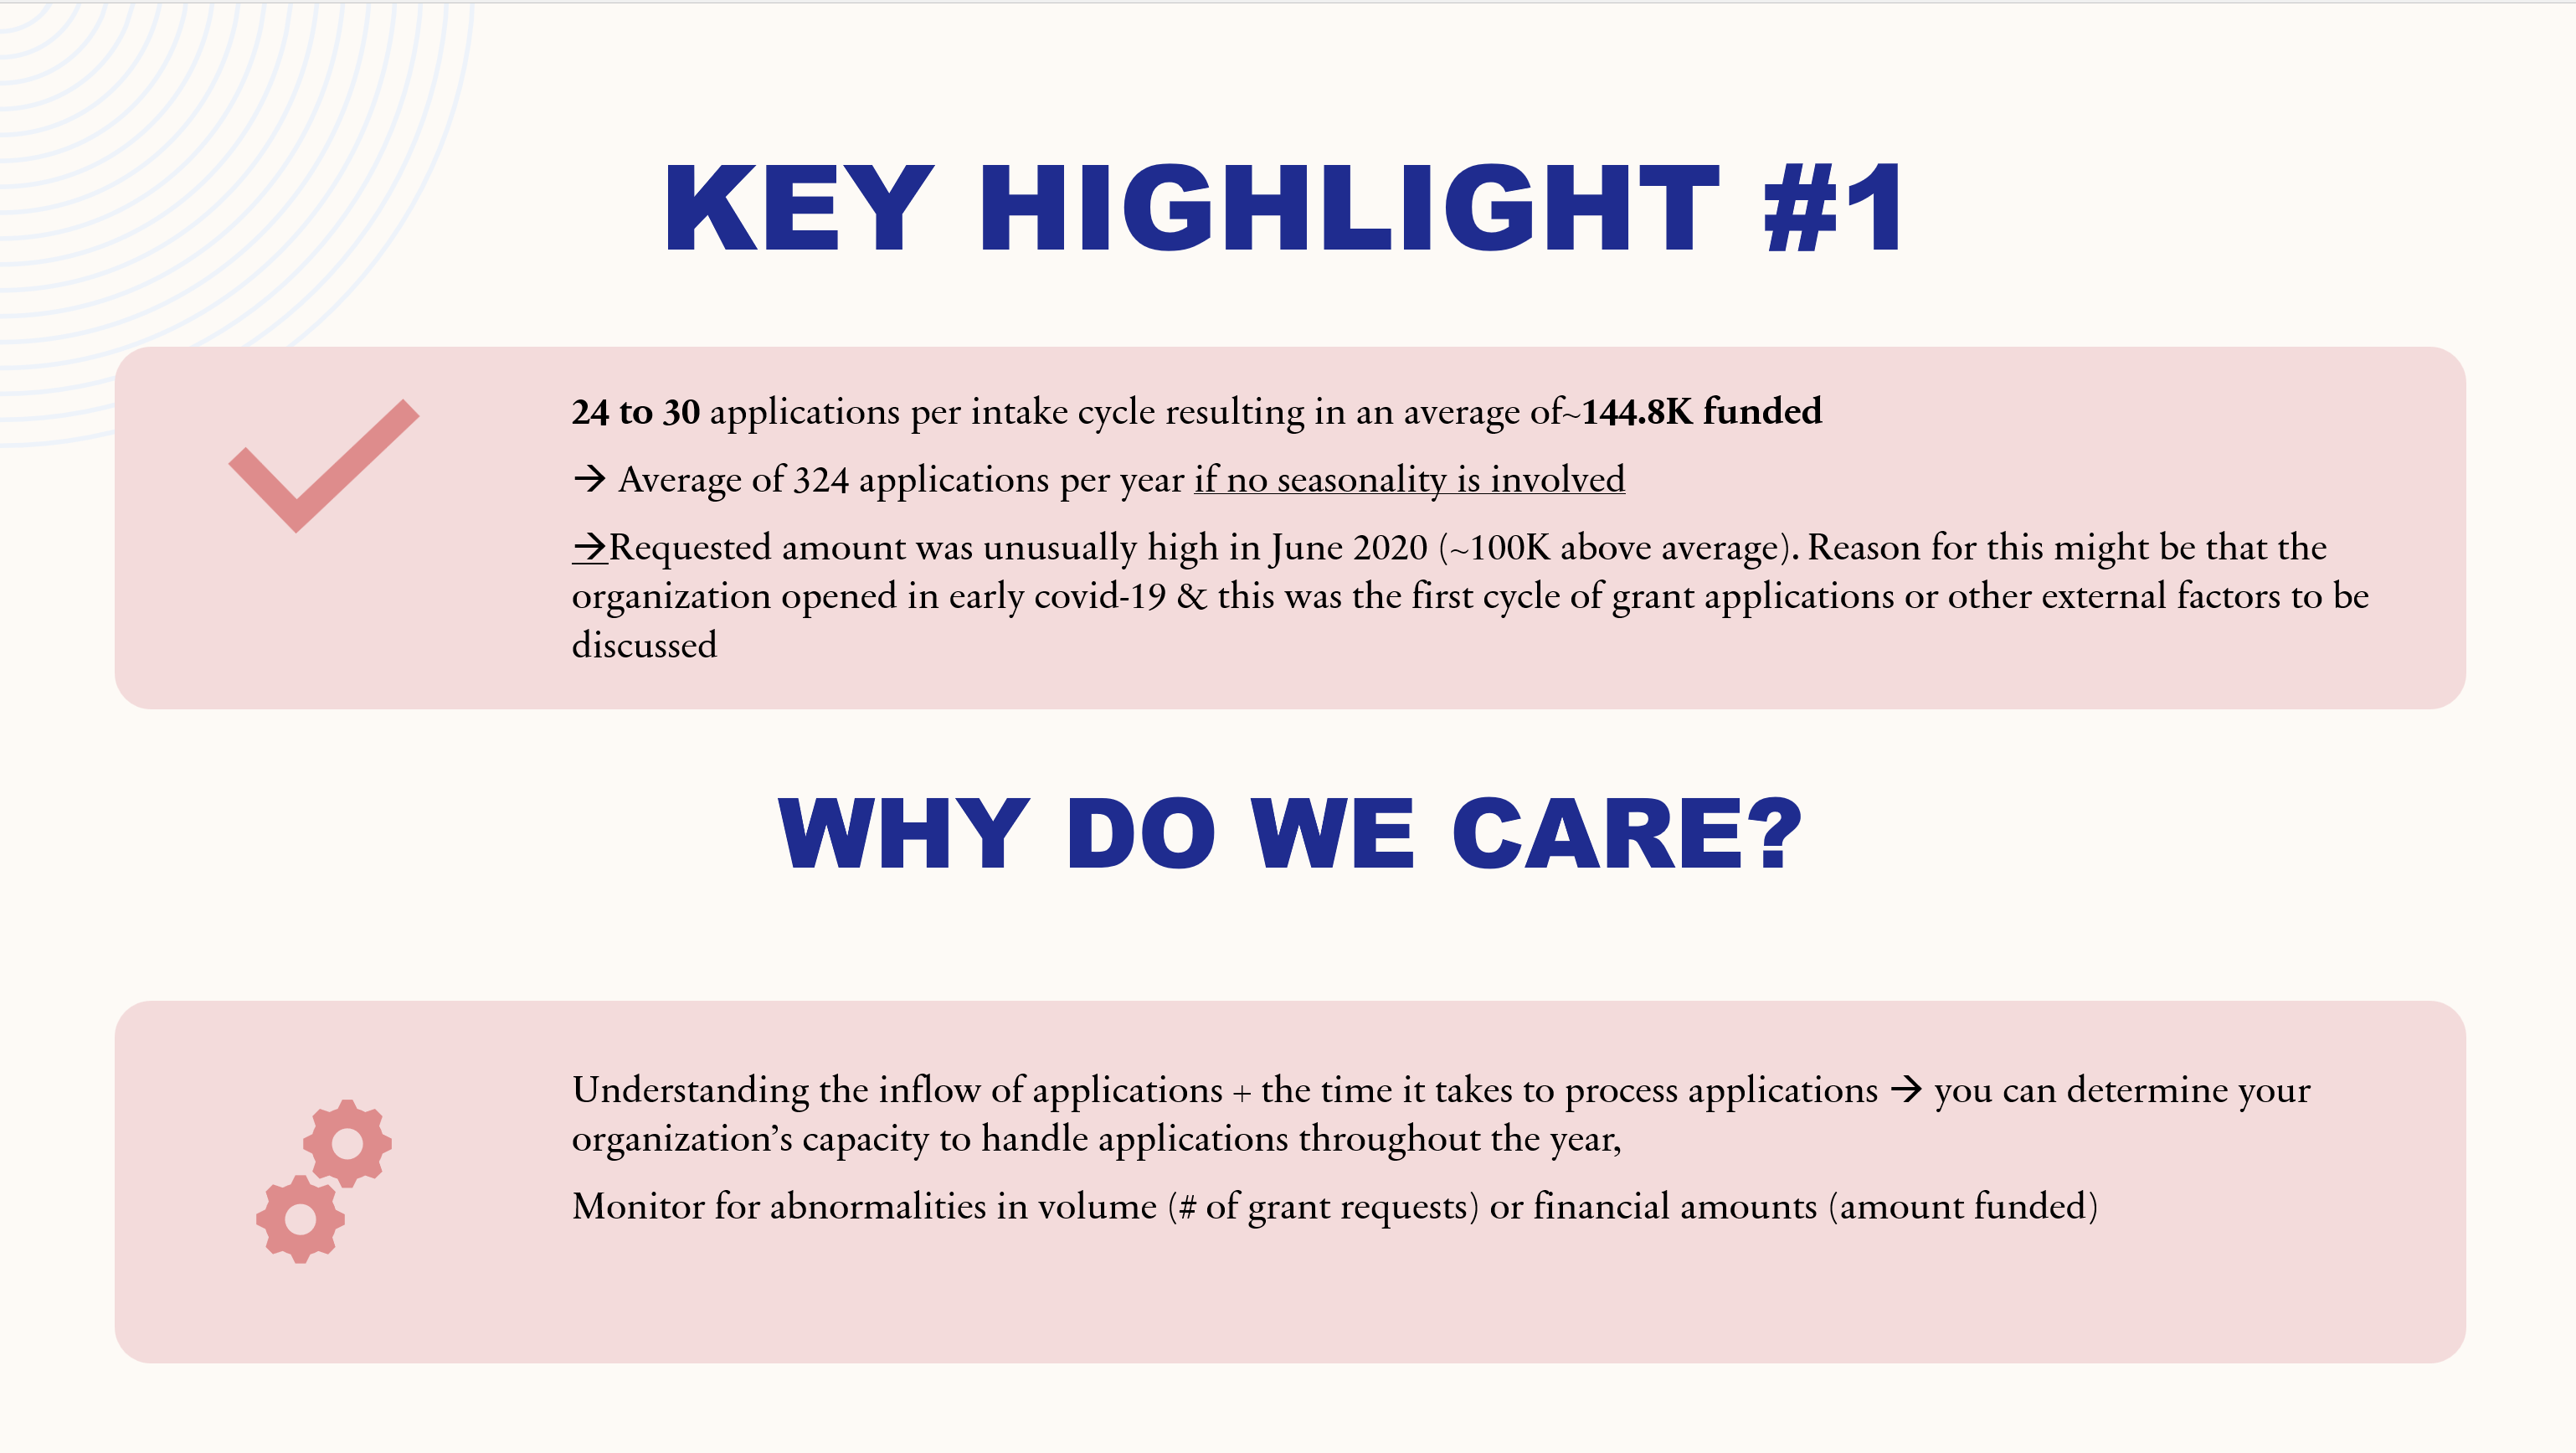 KEY HIGHLIGHT #1
24 to 30 applications per intake cycle resulting in an average of~144.8K funded
→ Average of 324 applications per year if no seasonality is involved
→Requested amount was unusually high in June 2020 (~100K above average). Reason for this might be that the
organization opened in early covid-19 & this was the first cycle of grant applications or other external factors to be
discussed
WHY DO WE CARE?
Understanding the inflow of applications + the time it takes to process applications → you can determine your
organization’s capacity to handle applications throughout the year,
Monitor for abnormalities in volume (# of grant requests) or financial amounts (amount funded)